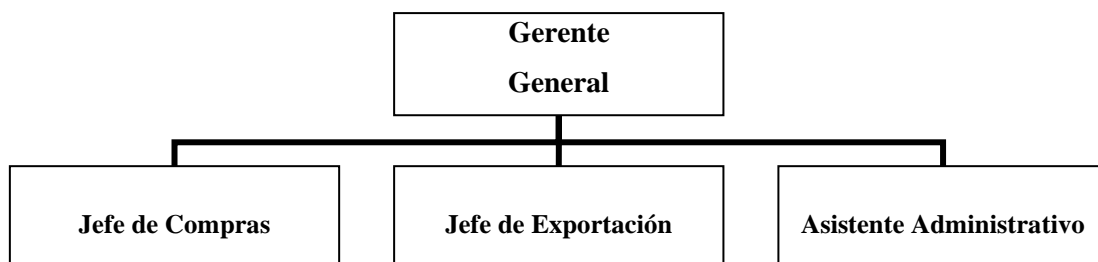 Gerente
General
Jefe de Compras
Jefe de Exportación
Asistente Administrativo